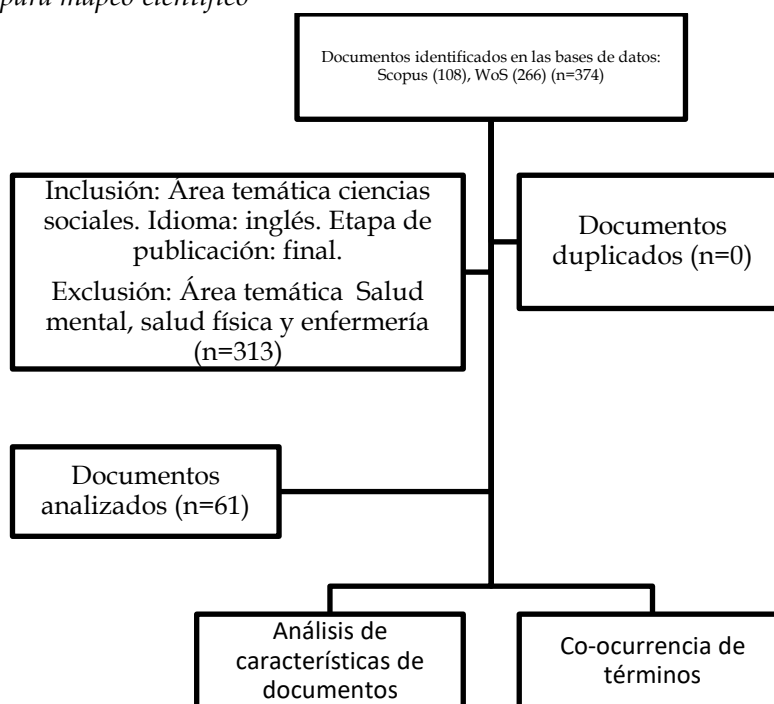 para mapeo científico
Documentos identificados en las bases de datos:
Scopus (108), WoS (266) (n=374)
Inclusión: Área temática ciencias
sociales. Idioma: inglés. Etapa de
publicación: final.
Exclusión: Área temática Salud
mental, salud física y enfermería
(n=313)
Documentos
duplicados (n=0)
Documentos
analizados (n=61)
Análisis de
características de
documentos
Co-ocurrencia de
términos